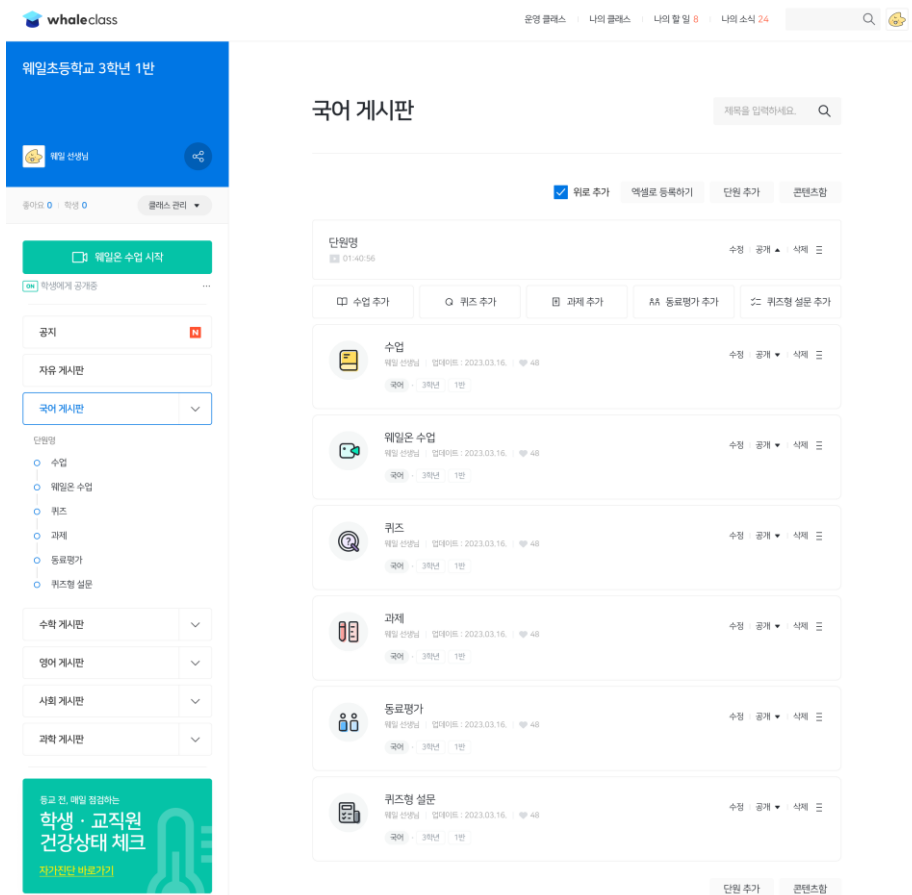 whaleclass
운영 클래스 나의 클래스 나의 할 일 8 나의 소식 24
웨일초등학교 3학년 1반
웨일 선생님
좋아요 0 학생 0 클래스 관리
웨일온 수업 시작
ON 학생에게 공개중
공지 N
자유 게시판
국어 게시판
단원명
수업
웨일온 수업
퀴즈
과제
동료평가
퀴즈형 설문
수학 게시판
영어 게시판
사회 게시판
과학 게시판
등교 전, 매일 점검하는
학생 · 교직원
건강상태 체크
자가진단 바로가기
국어 게시판
제목을 입력하세요.
위로 추가 엑셀로 등록하기 단원 추가 콘텐츠함
단원명
01:40:56
수정 공개 ▲ 삭제
수업 추가 퀴즈 추가 과제 추가 동료평가 추가 퀴즈형 설문 추가
수업
웨일 선생님 업데이트 : 2023.03.16. 48
국어 · 3학년 1반
수정 공개 ▼ 삭제
웨일온 수업
웨일 선생님 업데이트 : 2023.03.16. 48
국어 · 3학년 1반
수정 공개 ▼ 삭제
퀴즈
웨일 선생님 업데이트 : 2023.03.16. 48
국어 · 3학년 1반
수정 공개 ▼ 삭제
과제
웨일 선생님 업데이트 : 2023.03.16. 48
국어 · 3학년 1반
수정 공개 ▼ 삭제
동료평가
웨일 선생님 업데이트 : 2023.03.16. 48
국어 · 3학년 1반
수정 공개 ▼ 삭제
퀴즈형 설문
웨일 선생님 업데이트 : 2023.03.16. 48
국어 · 3학년 1반
수정 공개 ▼ 삭제
단원 추가 콘텐츠함